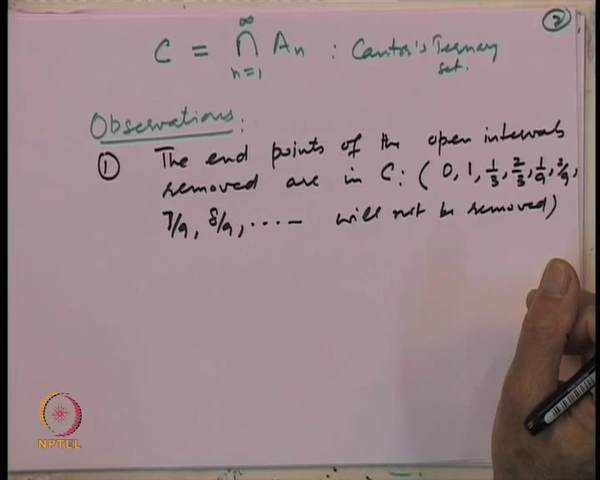 ②
C = ∞ ∩ n=1 An : Cantor's Ternary
set.
Observations:
① The end points of the open intervals
removed are in C: ( 0, 1, 1/3, 2/3, 1/9, 2/9,
7/9, 8/9, ..... will not be removed)
NPTEL